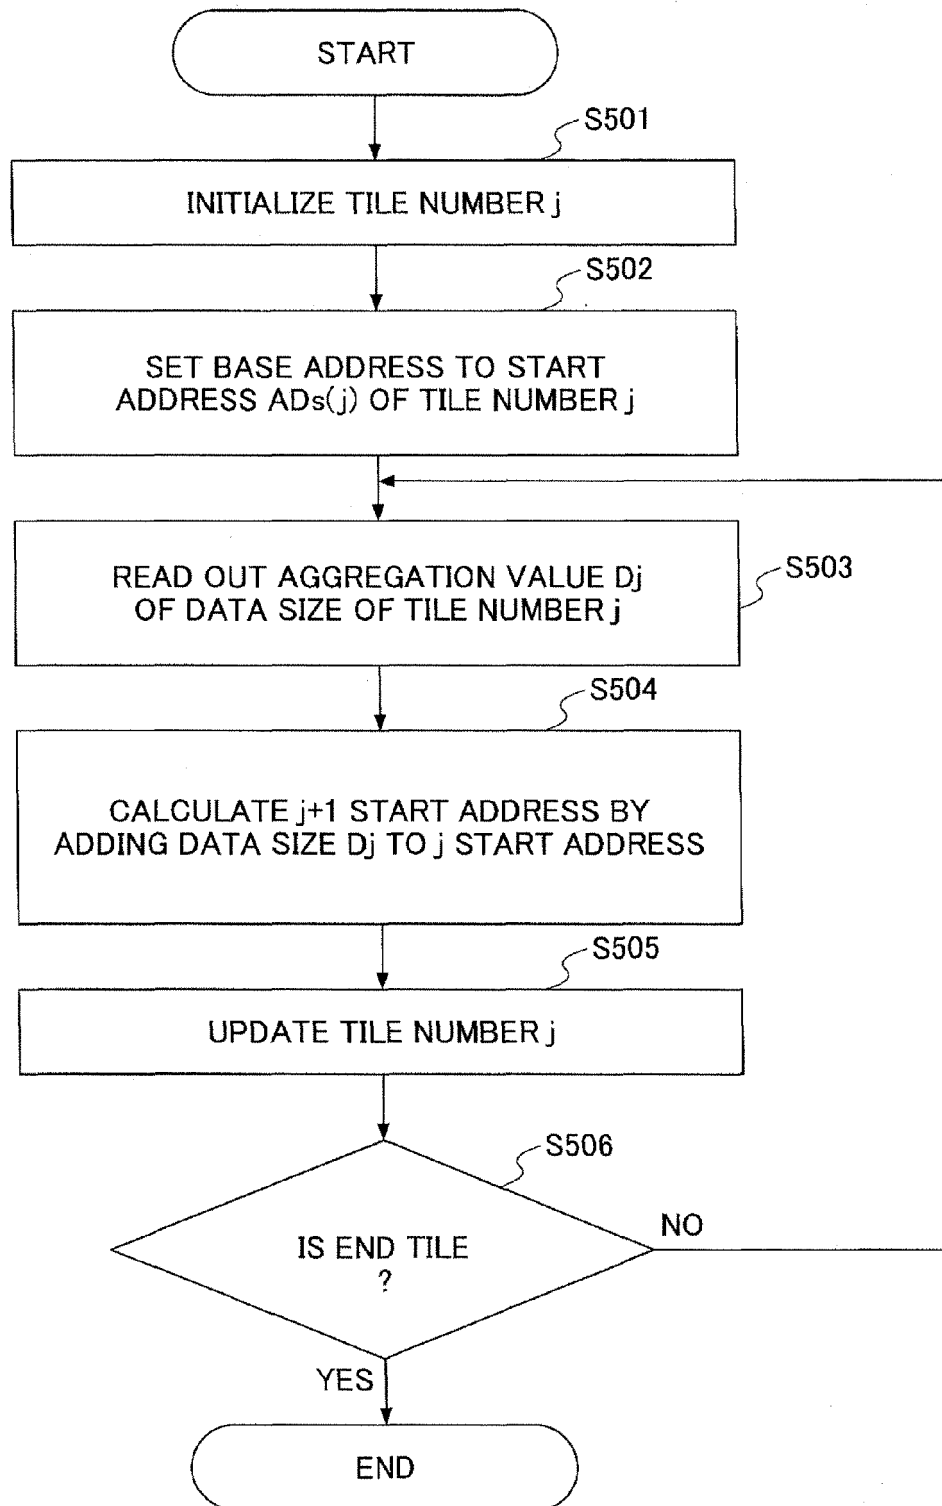 START
S501
INITIALIZE TILE NUMBER j
S502
SET BASE ADDRESS TO START
ADDRESS ADs(j) OF TILE NUMBER j
READ OUT AGGREGATION VALUE Dj
OF DATA SIZE OF TILE NUMBER j
S503
S504
CALCULATE j+1 START ADDRESS BY
ADDING DATA SIZE Dj TO j START ADDRESS
S505
UPDATE TILE NUMBER j
S506
IS END TILE
?
NO
YES
END